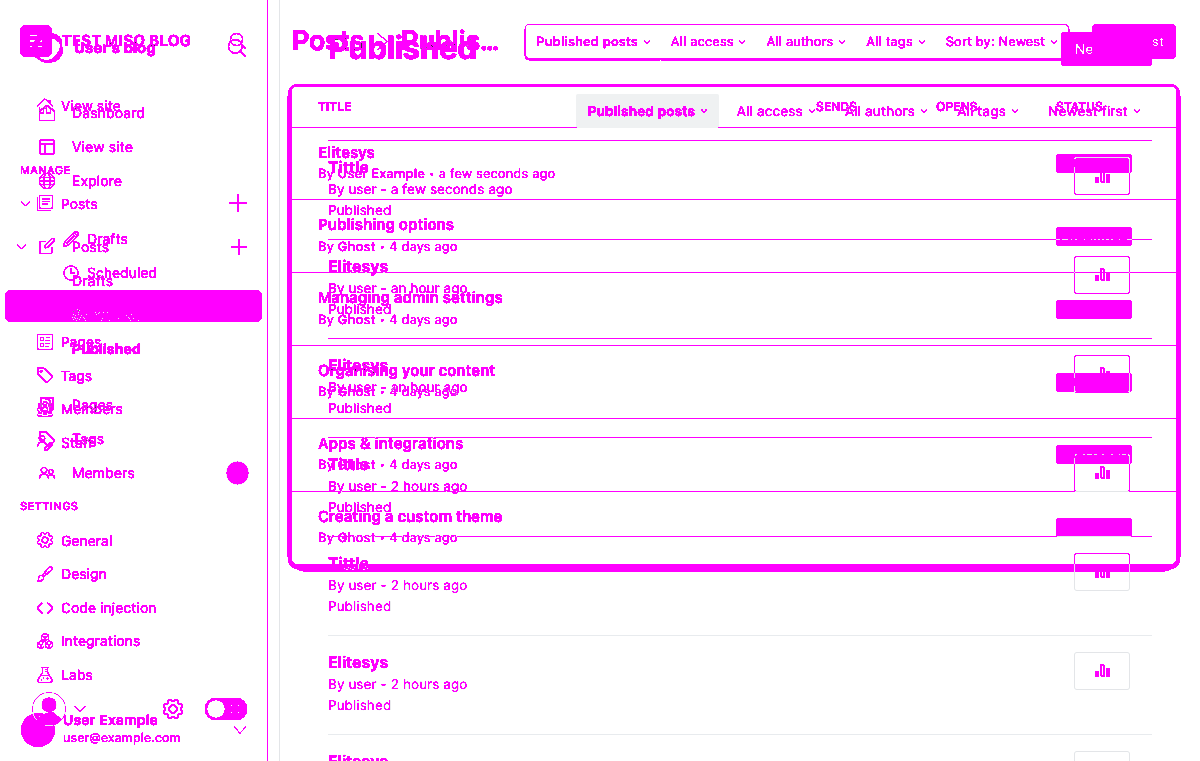 TEST MISO BLOG
User's Blog
View site
Dashboard
View site
MANAGE
Explore
Posts
Drafts
Posts
Scheduled
Drafts
Published
Pages
Tags
Pages
Members
Tags
Staff
Members
SETTINGS
General
Design
Code injection
Integrations
Labs
User Example
user@example.com
Posts
Published
Published posts All access All authors All tags Sort by: Newest
TITLE SENDS OPENS STATUS
Published posts All access All authors All tags Newest first
Elitesys
Tittle
By User Example • a few seconds ago
By user - a few seconds ago
Published
Publishing options
By Ghost • 4 days ago
Elitesys
By user - an hour ago
Managing admin settings
Published
By Ghost • 4 days ago
Elitesys
Organising your content
By user - an hour ago
By Ghost • 4 days ago
Published
Apps & integrations
By Ghost • 4 days ago
By user - 2 hours ago
Published
Creating a custom theme
By Ghost • 4 days ago
Tittle
By user - 2 hours ago
Published
Elitesys
By user - 2 hours ago
Published
Elitesys